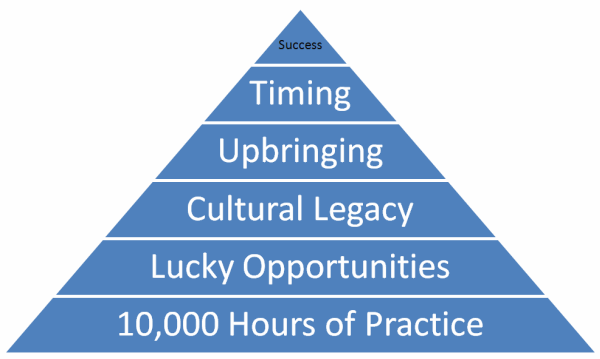 Success
Timing
Upbringing
Cultural Legacy
Lucky Opportunities
10,000 Hours of Practice